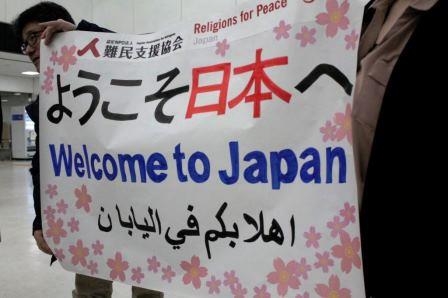 難民支援協会
Religions for Peace
Japan
ようこそ日本へ
Welcome to Japan
اهلا بكم في اليابان